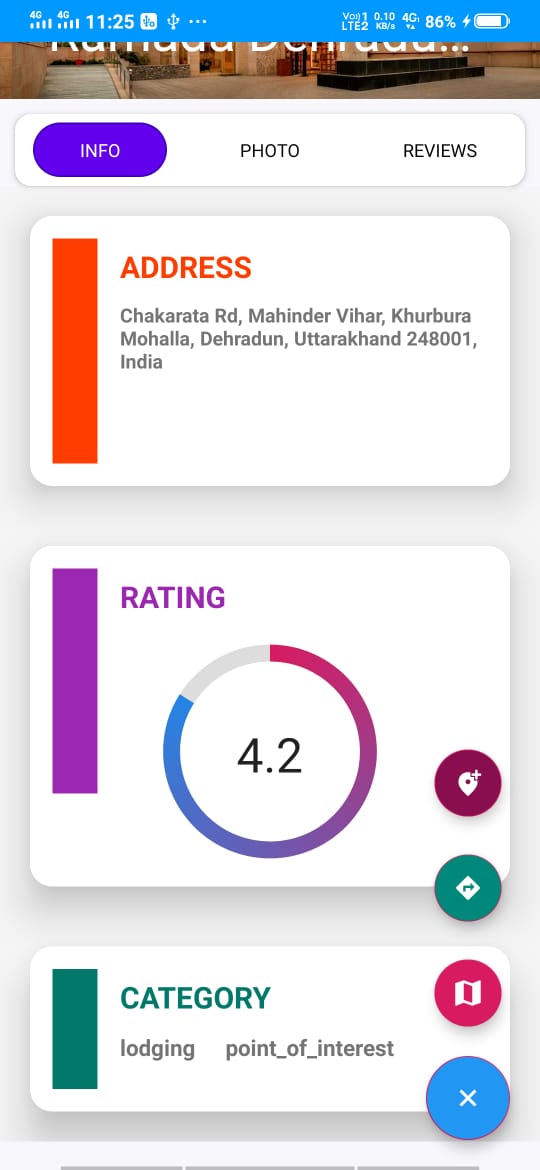 4G 4G 11:25 ... Vo))1 LTE2 0.10 KB/s 4G 86%
Ramada Dehradu...
INFO PHOTO REVIEWS
ADDRESS
Chakarata Rd, Mahinder Vihar, Khurbura
Mohalla, Dehradun, Uttarakhand 248001,
India
RATING
4.2
CATEGORY
lodging point_of_interest